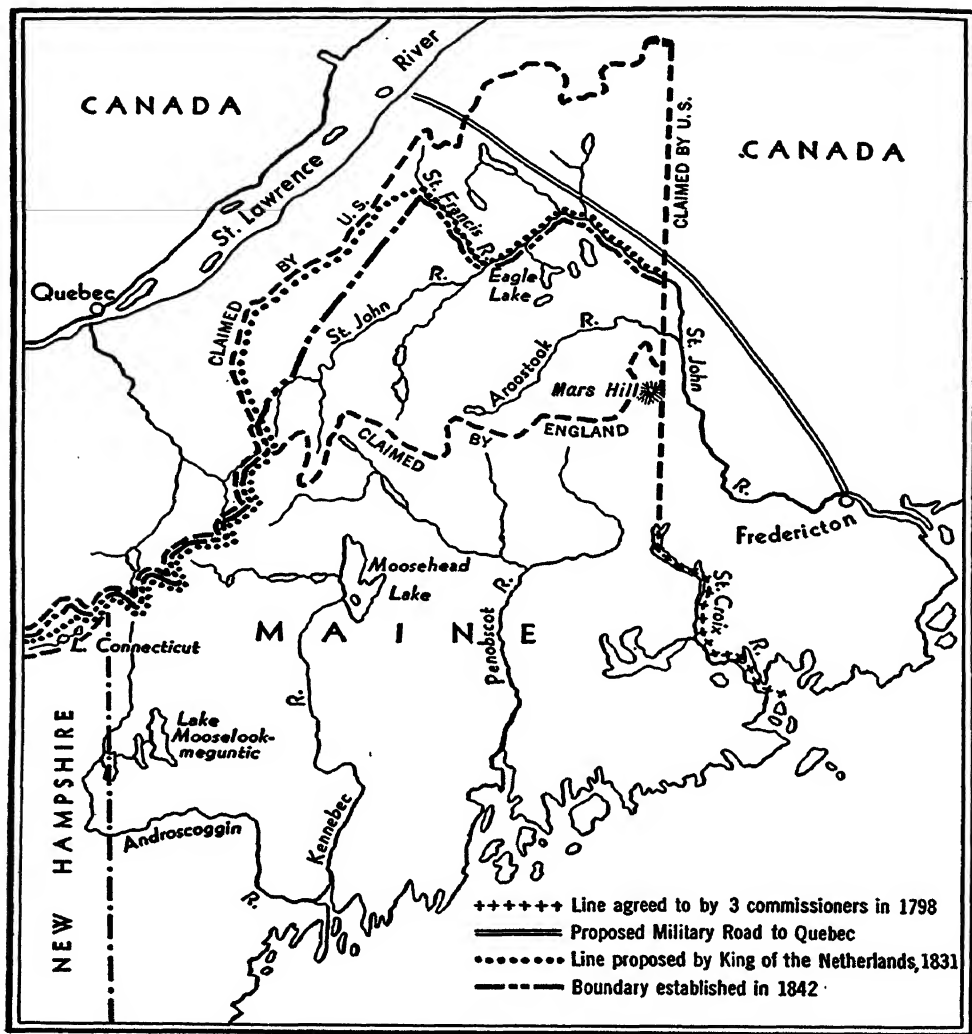 CANADA
River
St. Lawrence
CANADA
CLAIMED BY U.S.
CLAIMED BY U.S.
St. Francis R.
Quebec
Eagle
Lake
St. John R.
Aroostook R.
St. John R.
Mars Hill
CLAIMED BY ENGLAND
Fredericton
Moosehead
Lake
St. Croix R.
MAINE
Penobscot R.
L. Connecticut
Lake
Mooselook-
meguntic
R.
Kennebec
Androscoggin R.
NEW HAMPSHIRE
Line agreed to by 3 commissioners in 1798
Proposed Military Road to Quebec
Line proposed by King of the Netherlands, 1831
Boundary established in 1842